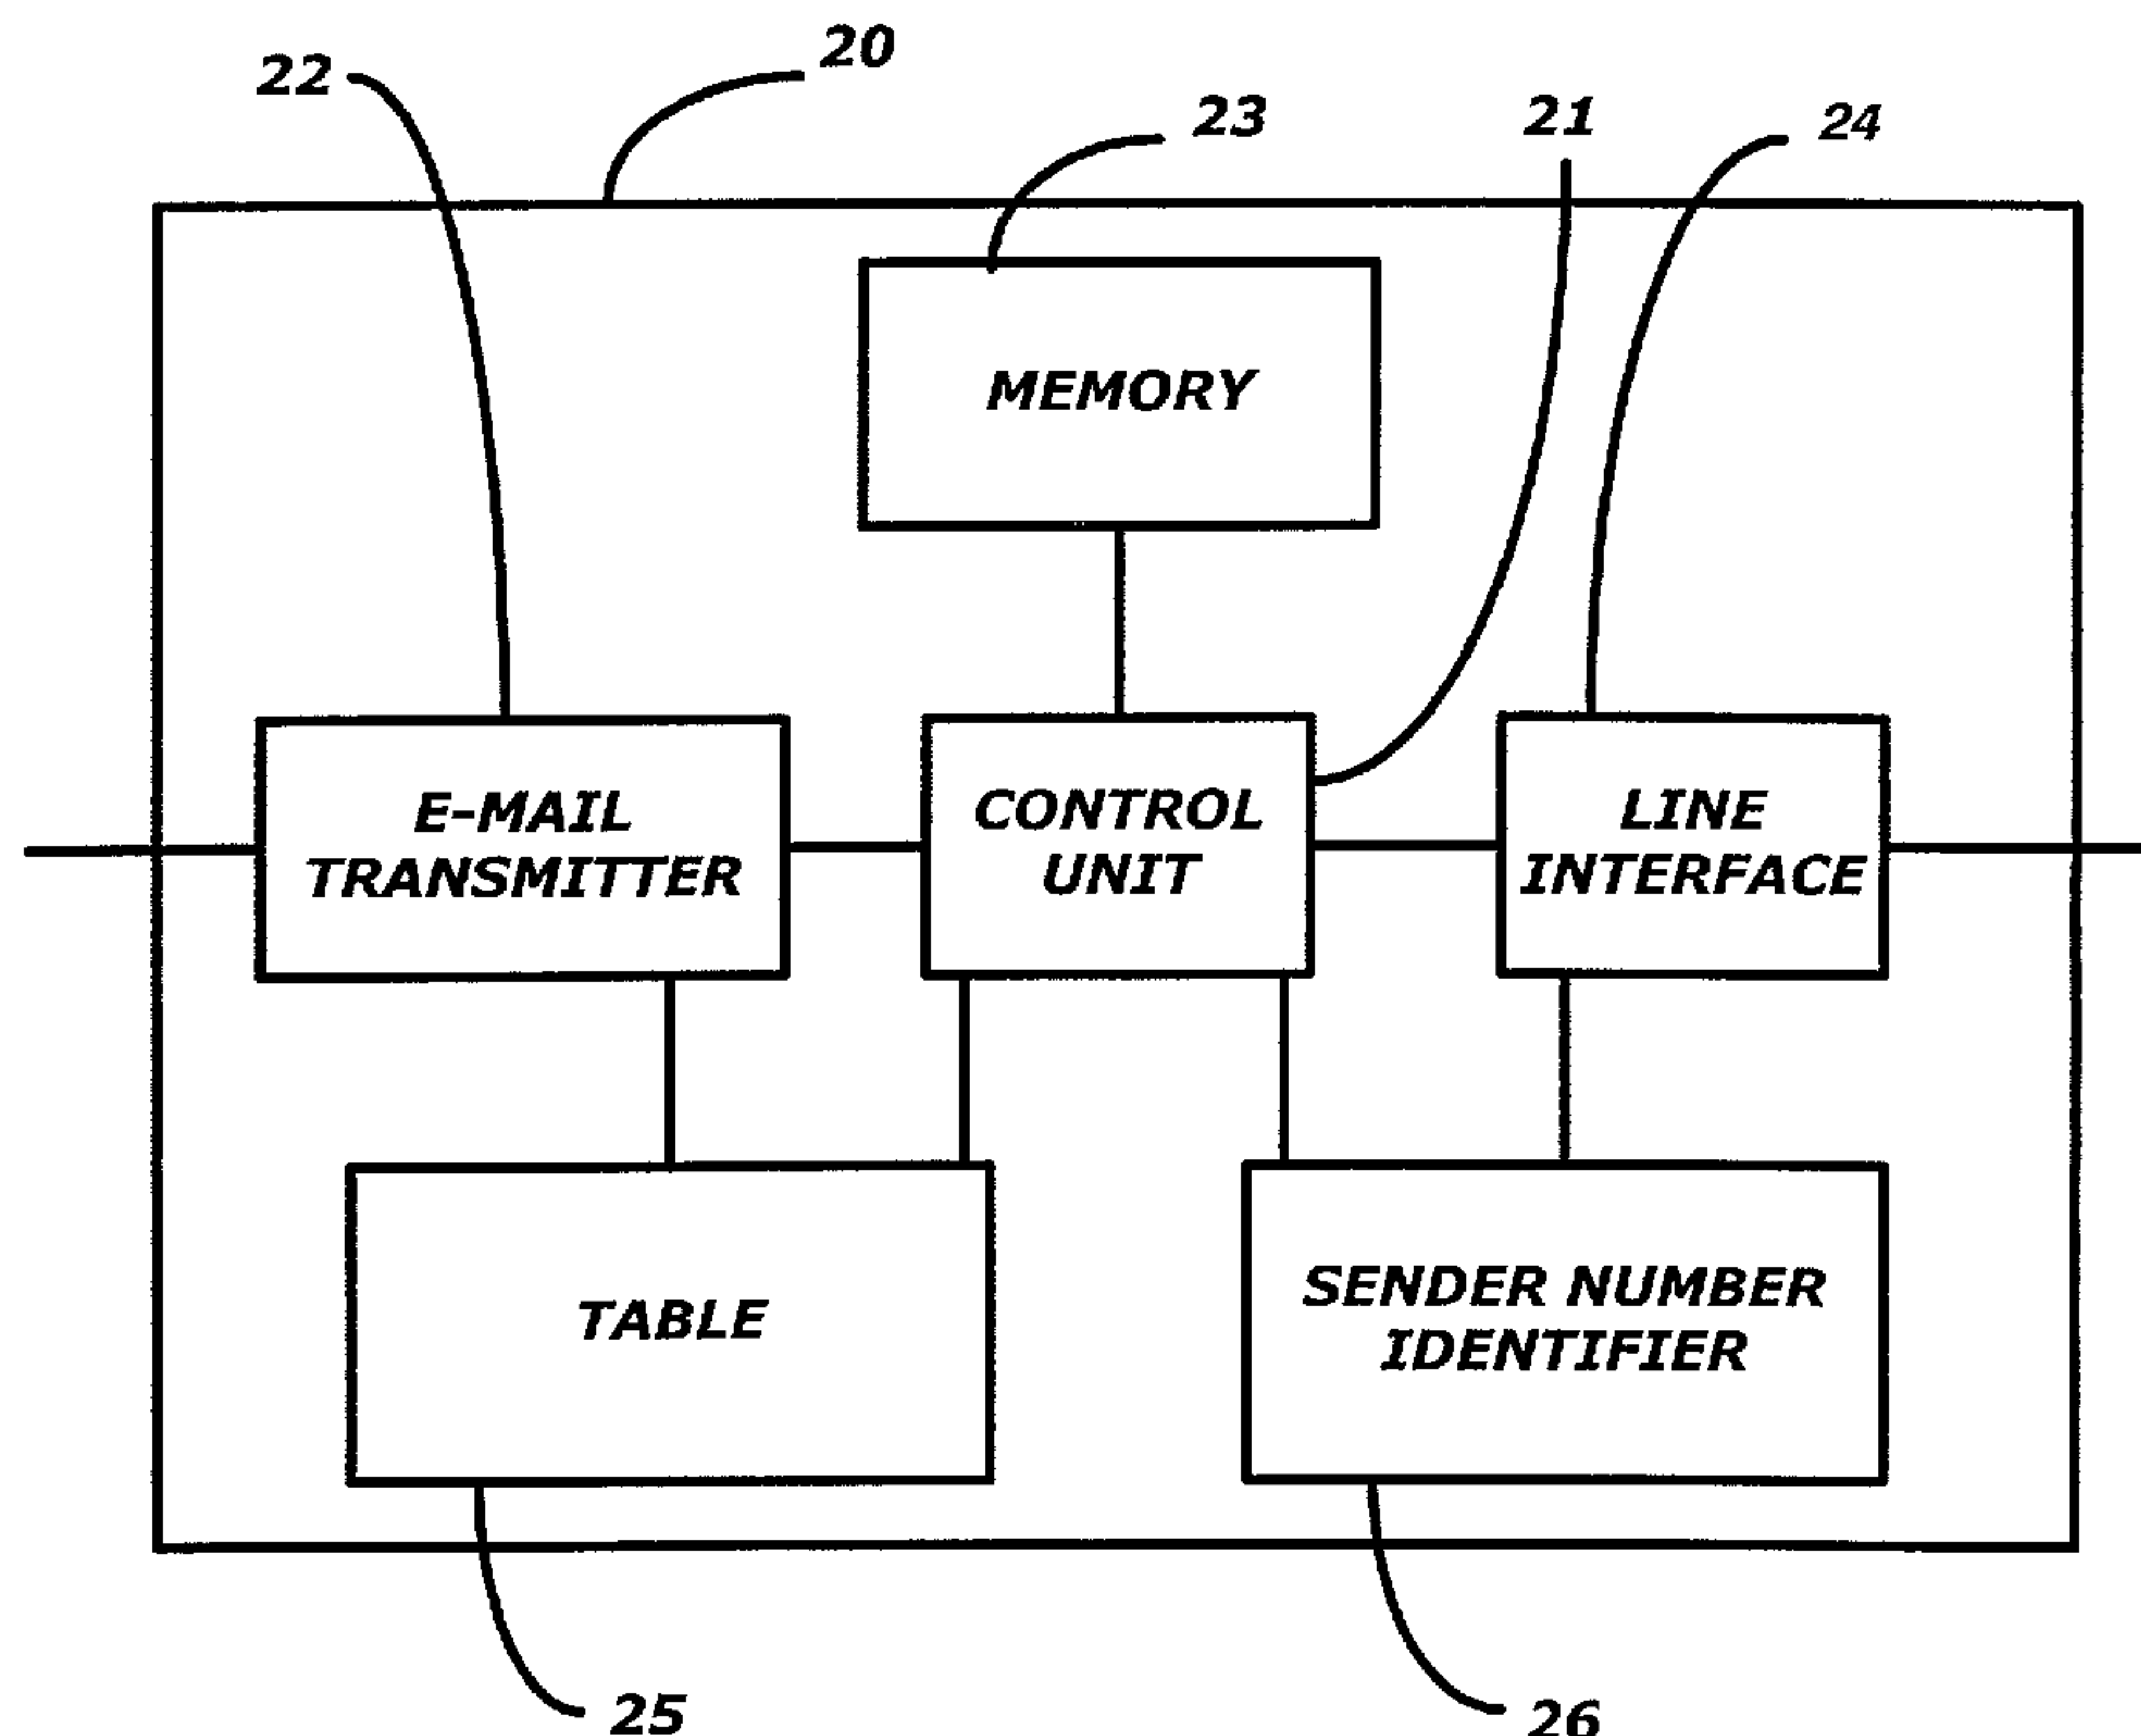 20
22
23
21
24
MEMORY
E-MAIL
TRANSMITTER
CONTROL
UNIT
LINE
INTERFACE
TABLE
SENDER NUMBER
IDENTIFIER
25
26